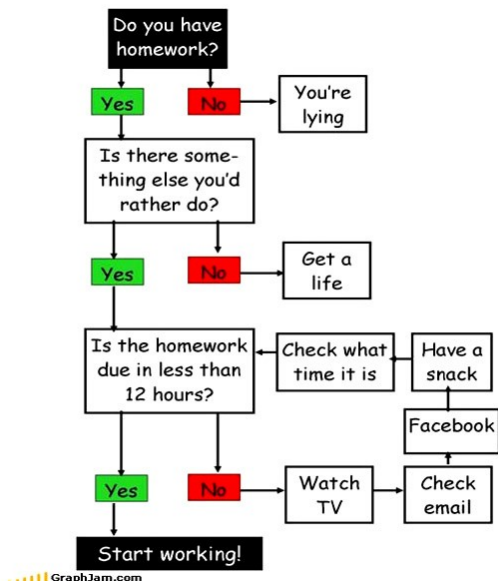 Do you have
homework?
Yes
No
You're
lying
Is there some-
thing else you'd
rather do?
Yes
No
Get a
life
Is the homework
due in less than
12 hours?
Check what
time it is
Have a
snack
Facebook
Yes
No
Watch
TV
Check
email
Start working!
GraphJam.com